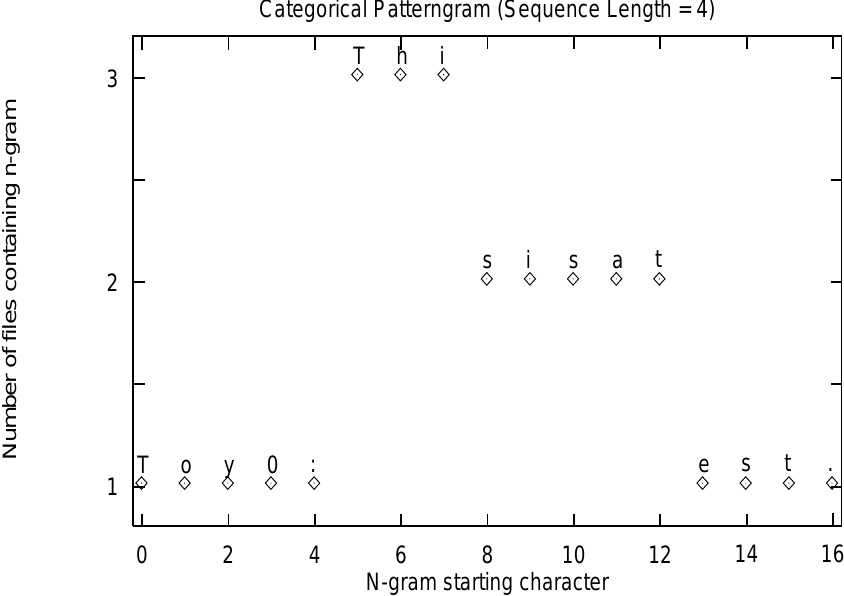 Categorical Patterngram (Sequence Length = 4)
Number of files containing n-gram
3
T h i
2
s i s a t
1
T o y 0 :
e s t .
0 2 4 6 8 10 12 14 16
N-gram starting character